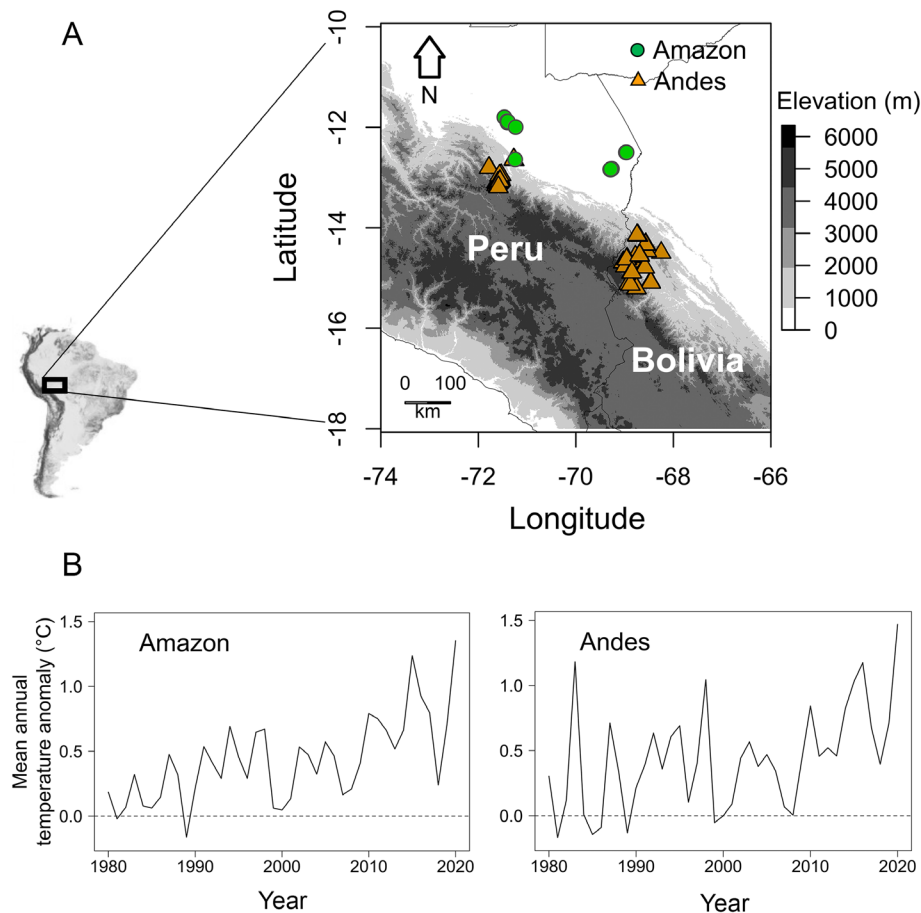 A
-10
-12
-14
-16
-18
Latitude
N
Amazon
Andes
Peru
Bolivia
0 100
km
-74 -72 -70 -68 -66
Longitude
Elevation (m)
6000
5000
4000
3000
2000
1000
0
B
Mean annual
temperature anomaly (°C)
Amazon
1.5
1.0
0.5
0.0
1980 1990 2000 2010 2020
Year
Andes
1.5
1.0
0.5
0.0
1980 1990 2000 2010 2020
Year